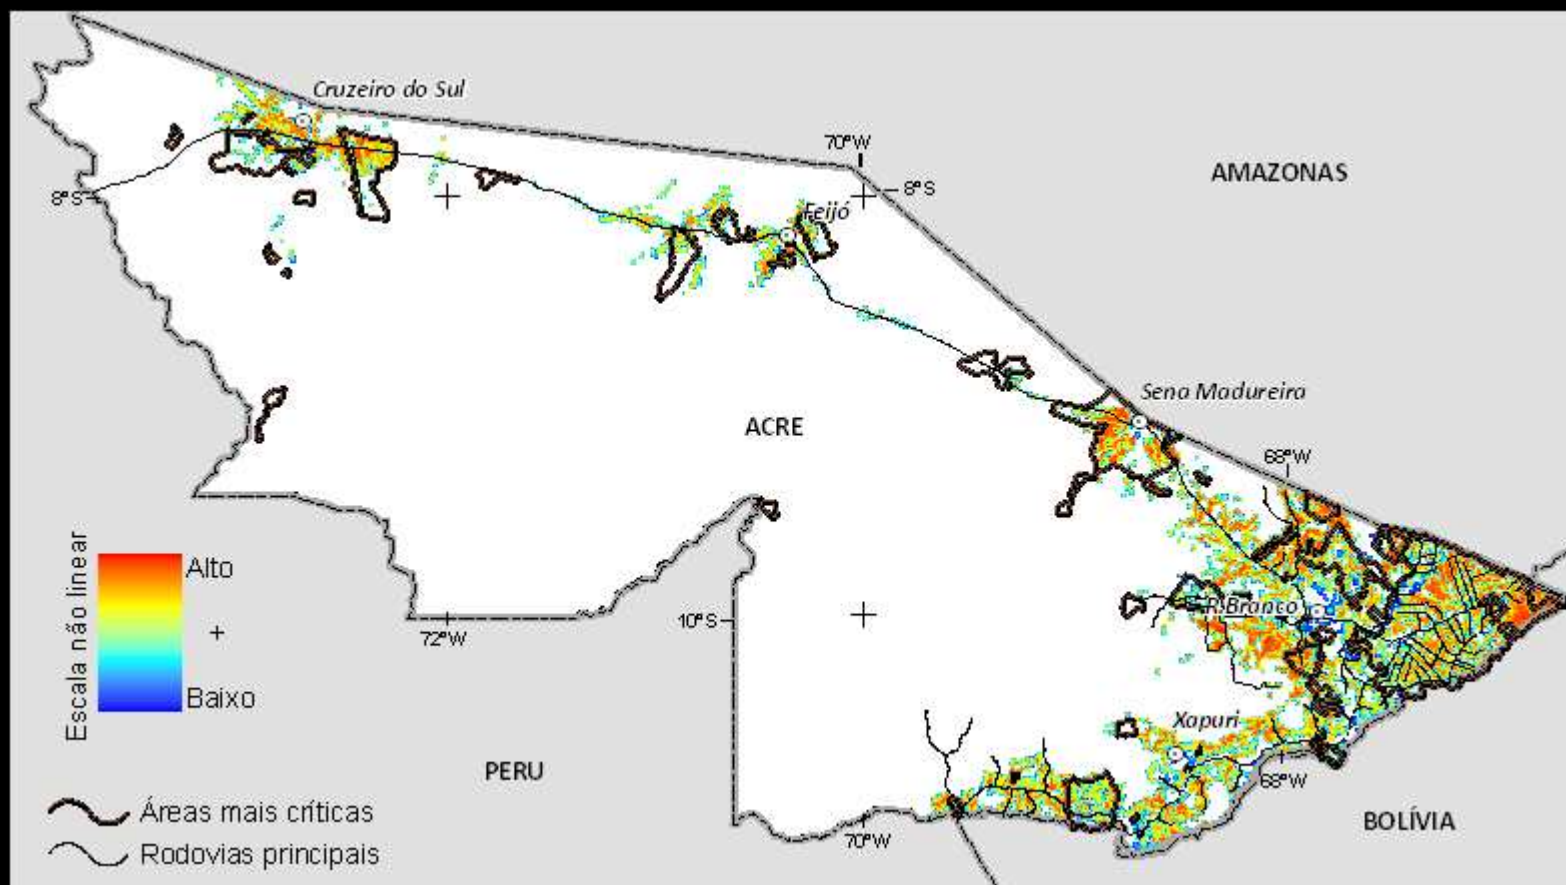 Cruzeiro do Sul
70°W
AMAZONAS
8°S
8°S
Feijó
Sena Madureira
ACRE
68°W
Escala não linear
Alto
+
Baixo
R.Branco
10°S
72°W
Xapuri
PERU
68°W
Áreas mais críticas
BOLÍVIA
70°W
Rodovias principais